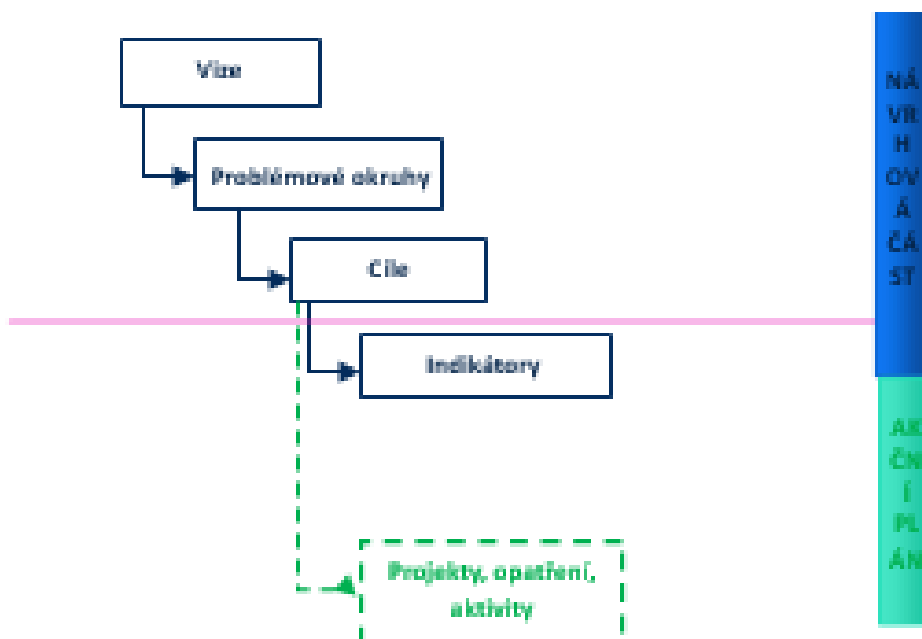 Vize
Problémové okruhy
Cíle
Indikátory
Projekty, opatření,
aktivity
NÁ
VR
H
OV
Á
ČÁ
ST
AK
ČN
Í
PL
ÁN